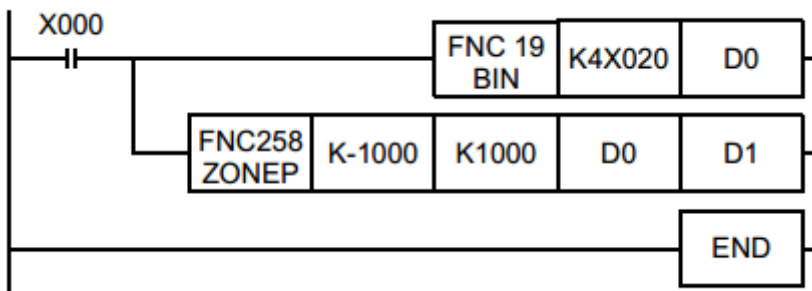 X000
FNC 19
BIN
K4X020
D0
FNC258
ZONEP
K-1000
K1000
D0
D1
END